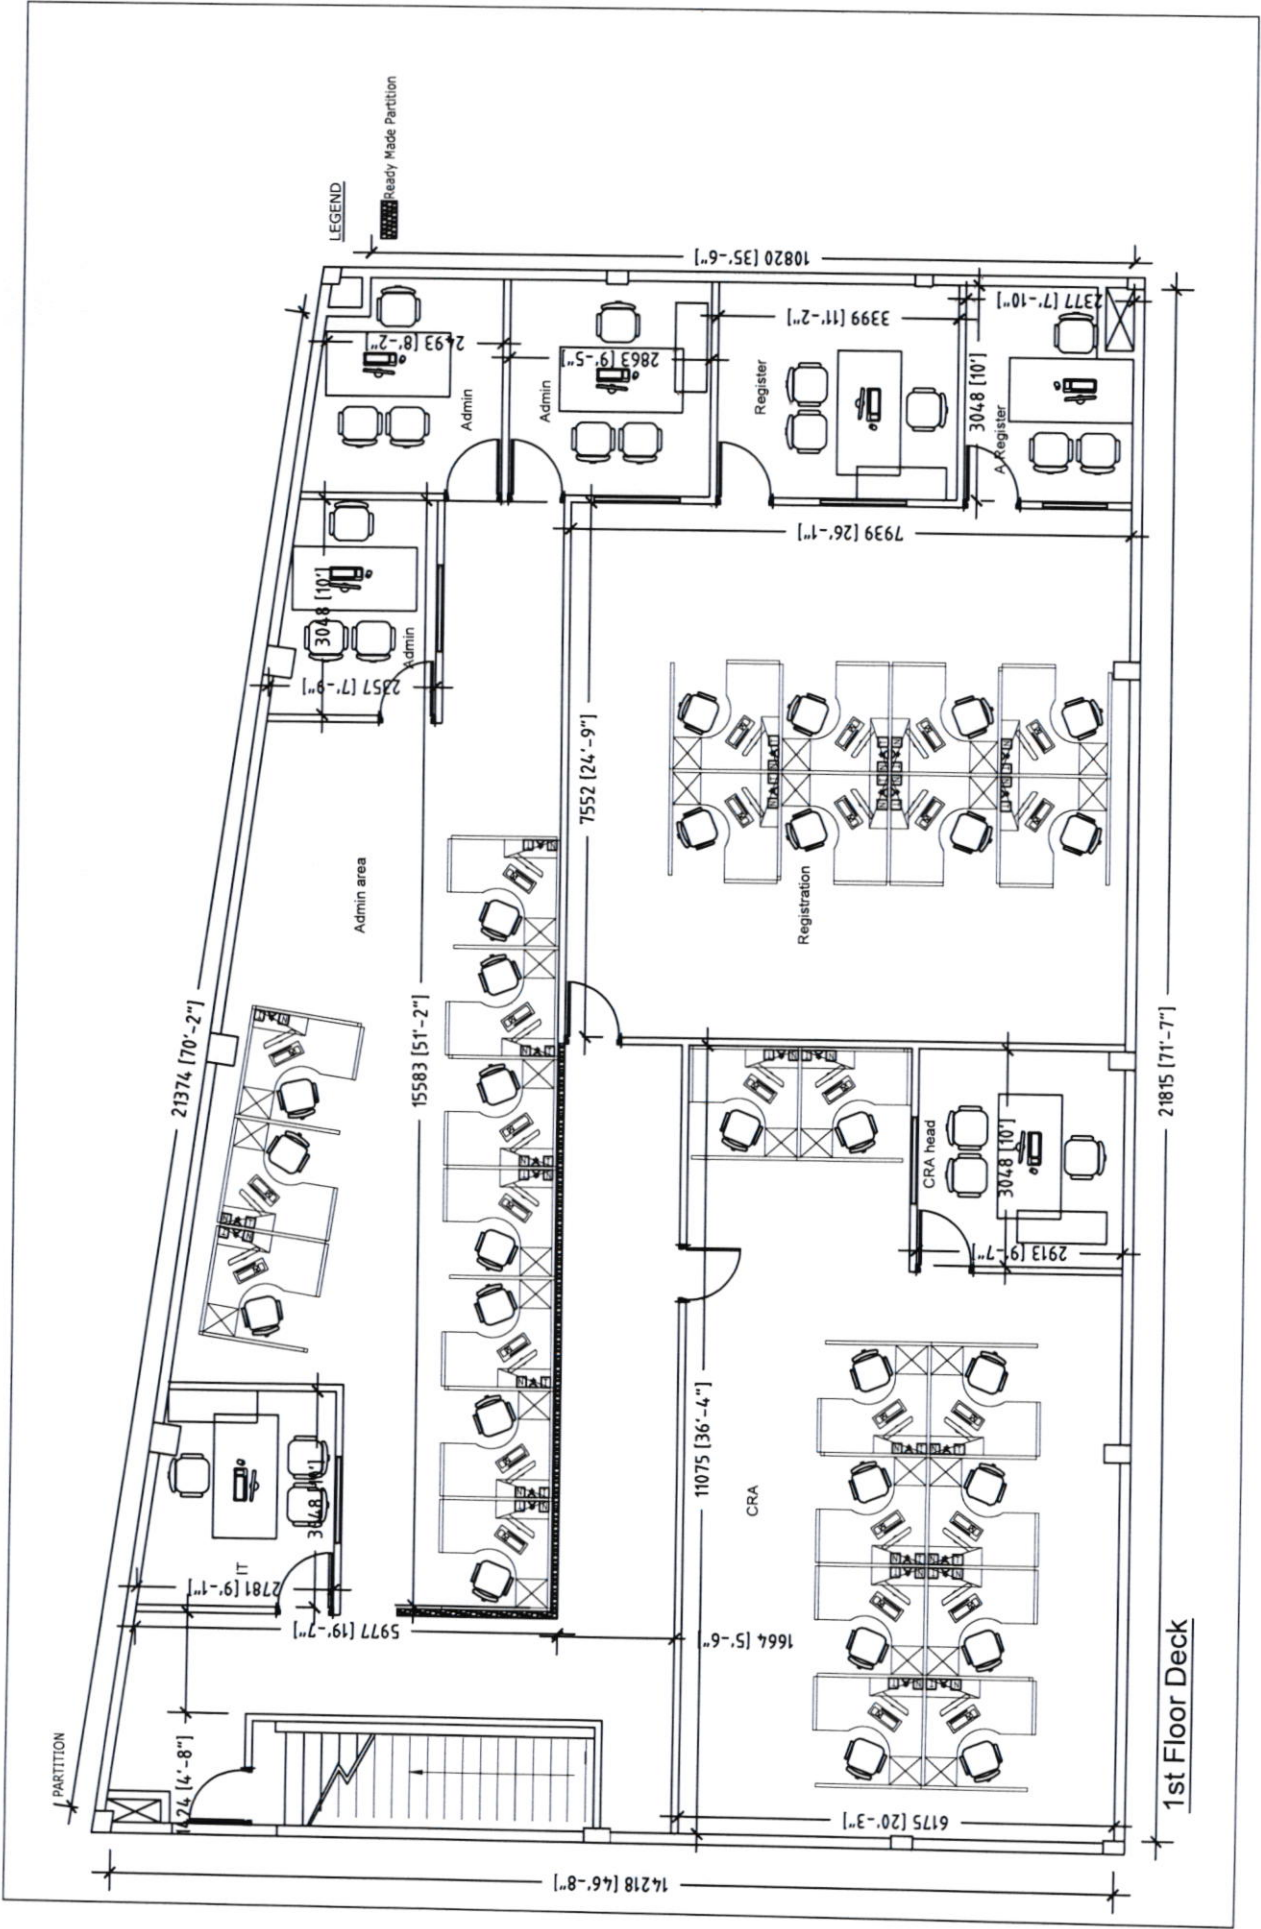 PARTITION
LEGEND
Ready Made Partition
21374 [70'-2"]
10820 [35'-6"]
2493 [8'-2"]
Admin
2863 [9'-5"]
Admin
3399 [11'-2"]
Register
2377 [7'-10"]
3048 [10']
A.Register
3048 [10']
Admin
2357 [7'-9"]
7939 [26'-1"]
7552 [24'-9"]
Admin area
15583 [51'-2"]
Registration
CRA head
3048 [10']
2913 [9'-7"]
11075 [36'-4"]
CRA
3048 [10']
IT
2781 [9'-1"]
5977 [19'-7"]
1664 [5'-6"]
1424 [4'-8"]
6175 [20'-3"]
14218 [46'-8"]
21815 [71'-7"]
1st Floor Deck